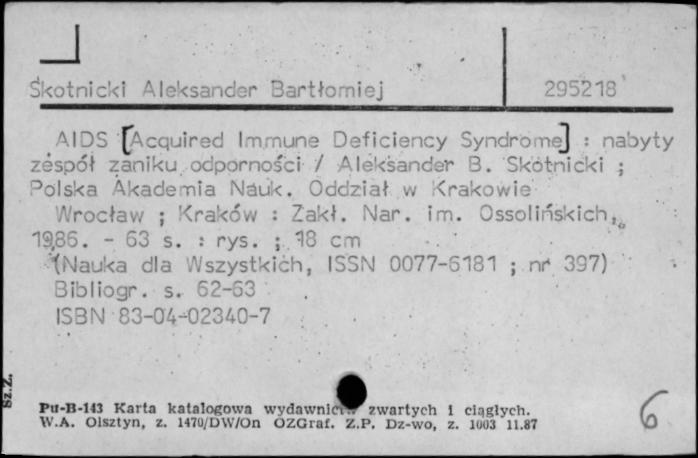 Skotnicki Aleksander Bartłomiej 295218
AIDS [Acquired Immune Deficiency Syndrome] : nabyty
zespół zaniku odporności / Aleksander B. Skotnicki ;
Polska Akademia Nauk. Oddział w Krakowie
Wrocław ; Kraków : Zakł. Nar. im. Ossolińskich,
1986. - 63 s. : rys. ; 18 cm
(Nauka dla Wszystkich, ISSN 0077-6181 ; nr 397)
Bibliogr. s. 62-63
ISBN 83-04-02340-7
Sz.Z.
Pu-B-143 Karta katalogowa wydawnictw zwartych i ciągłych.
W.A. Olsztyn, z. 1470/DW/On OZGraf. Z.P. Dz-wo, z. 1003 11.87
6